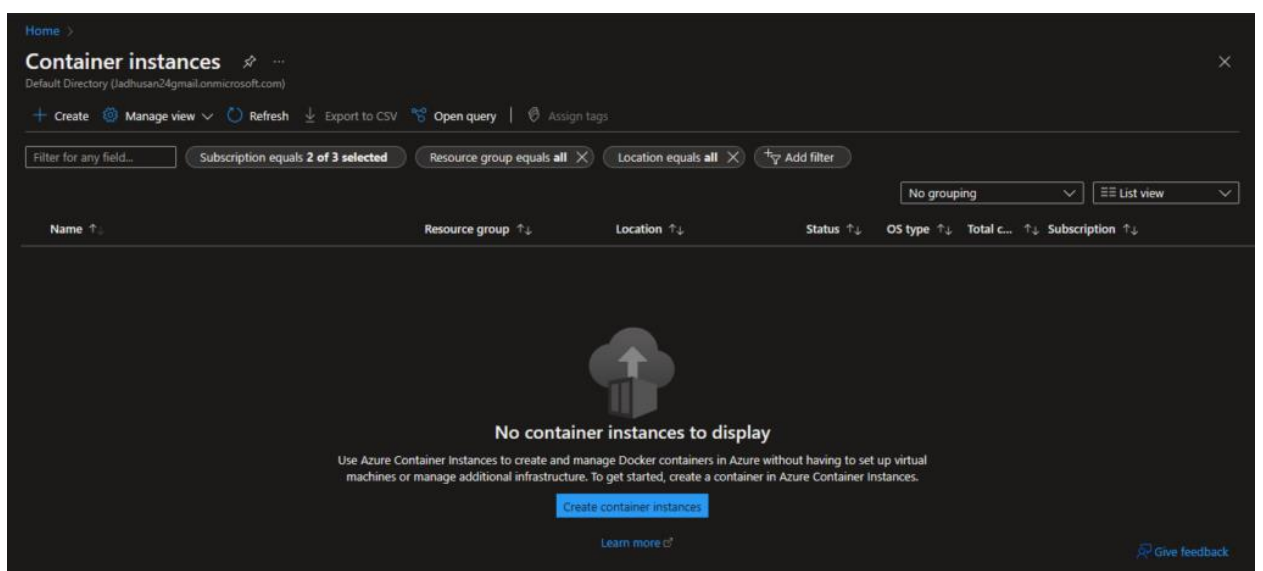 Home >
Container instances ...
Default Directory (Jadhusan24gmail.onmicrosoft.com)
+ Create Manage view Refresh Export to CSV Open query | Assign tags
Filter for any field... Subscription equals 2 of 3 selected Resource group equals all Location equals all Add filter
No grouping List view
Name Resource group Location Status OS type Total c... Subscription
No container instances to display
Use Azure Container Instances to create and manage Docker containers in Azure without having to set up virtual
machines or manage additional infrastructure. To get started, create a container in Azure Container Instances.
Create container instances
Learn more
Give feedback